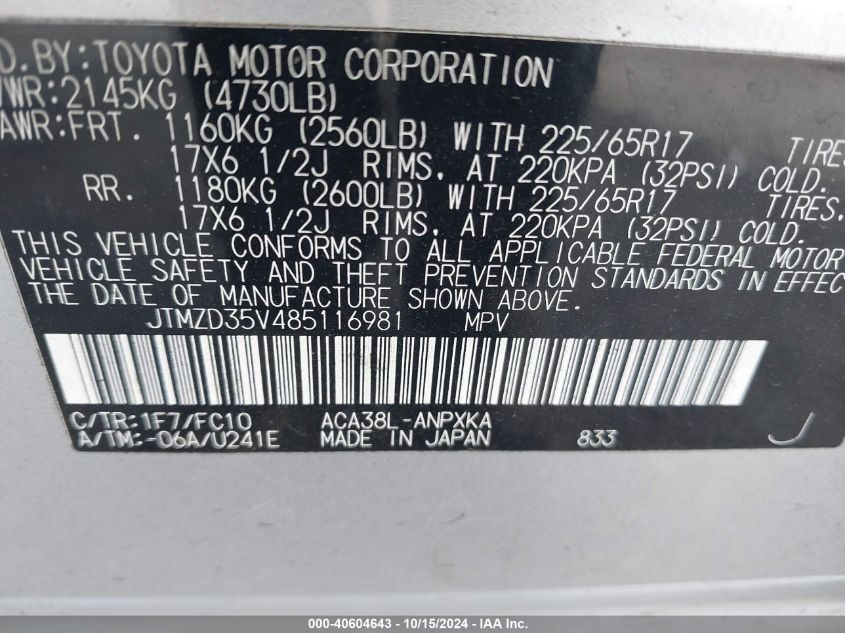 D.BY:TOYOTA MOTOR CORPORATION
VWR:2145KG (4730LB)
AWR:FRT. 1160KG (2560LB) WITH 225/65R17 TIRES
17X6 1/2J RIMS, AT 220KPA (32PSI) COLD.
RR. 1180KG (2600LB) WITH 225/65R17 TIRES,
17X6 1/2J RIMS, AT 220KPA (32PSI) COLD.
THIS VEHICLE CONFORMS TO ALL APPLICABLE FEDERAL MOTOR
VEHICLE SAFETY AND THEFT PREVENTION STANDARDS IN EFFEC
THE DATE OF MANUFACTURE SHOWN ABOVE.
JTMZD35V485116981 MPV
C/TR:1F7/FC10 ACA38L-ANPXKA
A/TM:-06A/U241E MADE IN JAPAN 833 J
000-40604643 - 10/15/2024 - IAA Inc.